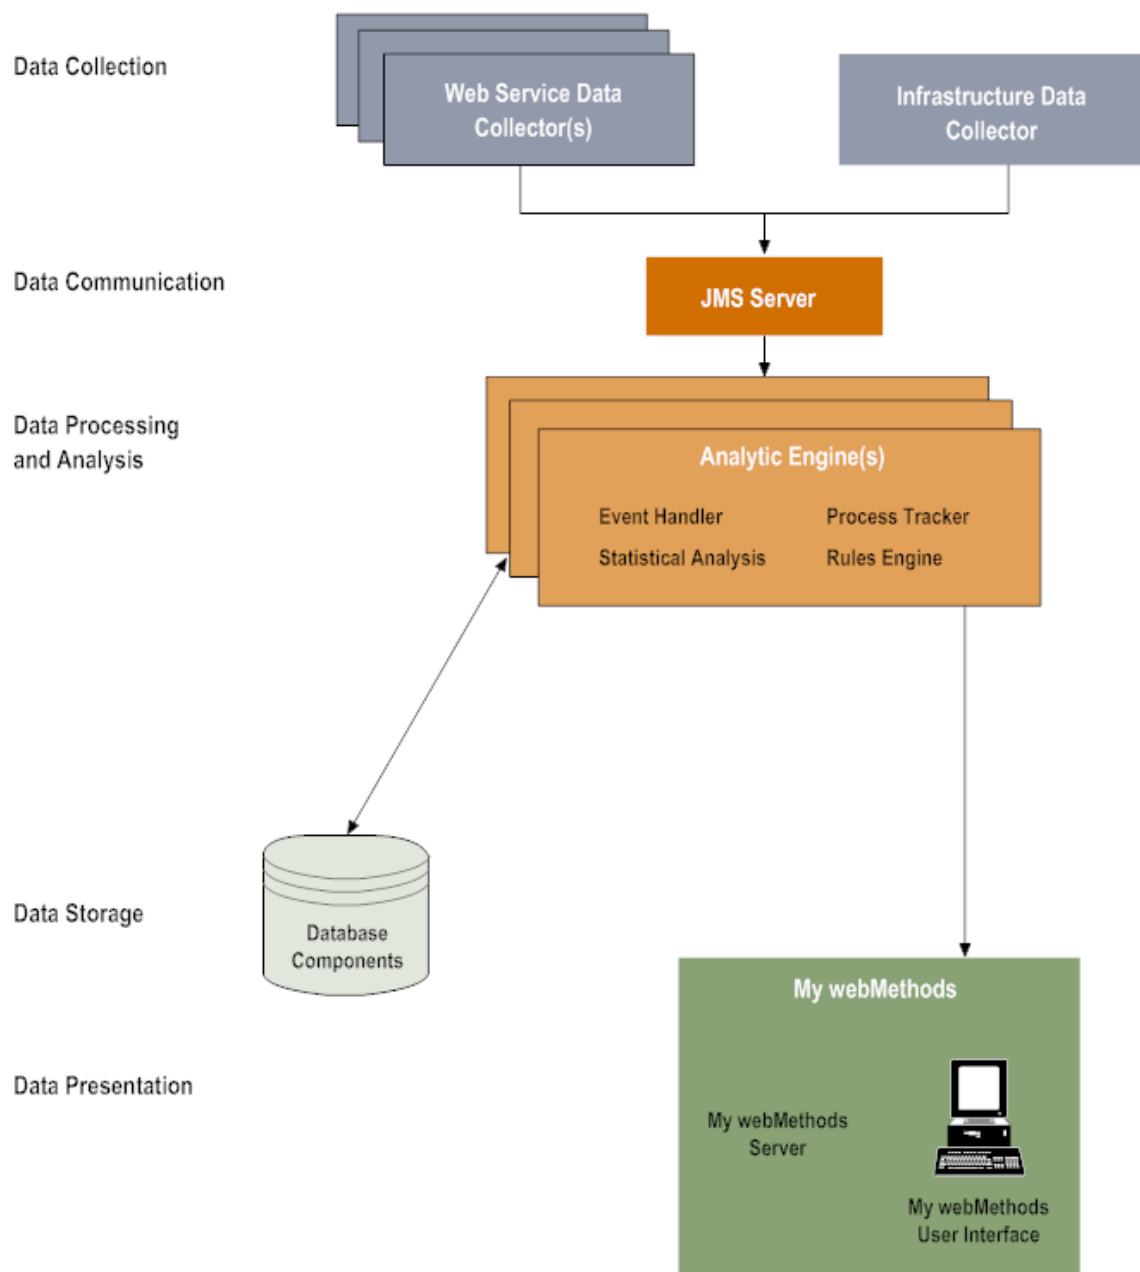 Data Collection
Web Service Data
Collector(s)
Infrastructure Data
Collector
Data Communication
JMS Server
Data Processing
and Analysis
Analytic Engine(s)
Event Handler
Process Tracker
Statistical Analysis
Rules Engine
Data Storage
Database
Components
My webMethods
Data Presentation
My webMethods
Server
My webMethods
User Interface